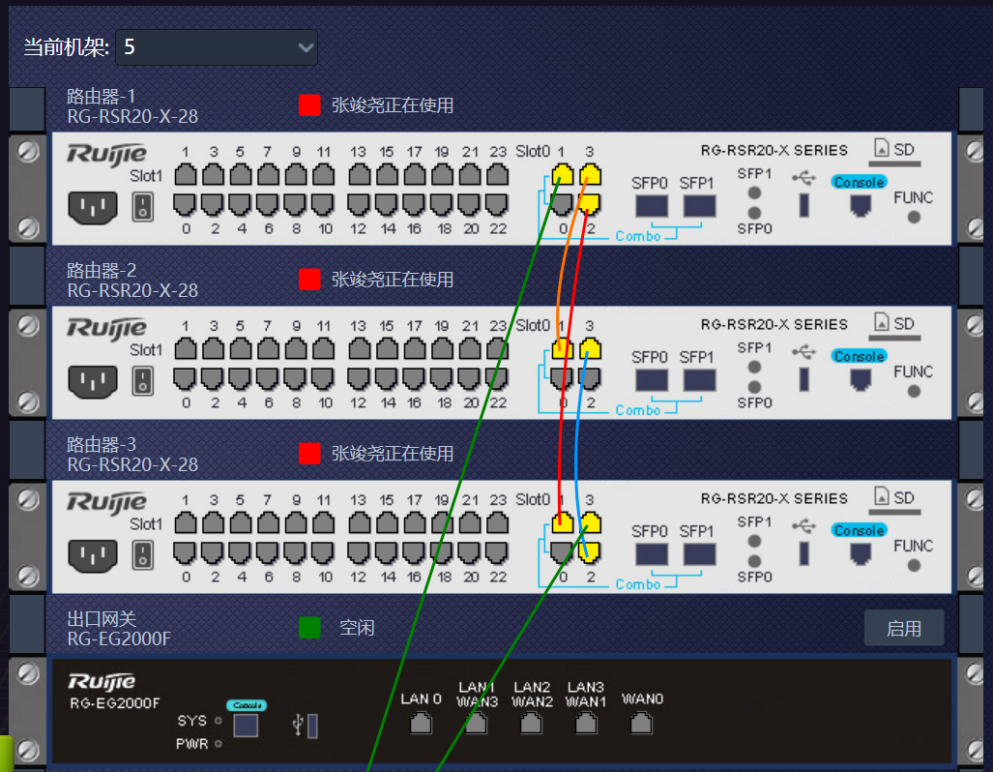 当前机架: 5
路由器-1
RG-RSR20-X-28
张竣尧正在使用
Ruijie 1 3 5 7 9 11 13 15 17 19 21 23 Slot0 1 3 RG-RSR20-X SERIES SD
Slot1 SFP0 SFP1 SFP1 Console
FUNC
0 2 4 6 8 10 12 14 16 18 20 22 0 2 Combo SFP0
路由器-2
RG-RSR20-X-28
张竣尧正在使用
Ruijie 1 3 5 7 9 11 13 15 17 19 21 23 Slot0 1 3 RG-RSR20-X SERIES SD
Slot1 SFP0 SFP1 SFP1 Console
FUNC
0 2 4 6 8 10 12 14 16 18 20 22 0 2 Combo SFP0
路由器-3
RG-RSR20-X-28
张竣尧正在使用
Ruijie 1 3 5 7 9 11 13 15 17 19 21 23 Slot0 1 3 RG-RSR20-X SERIES SD
Slot1 SFP0 SFP1 SFP1 Console
FUNC
0 2 4 6 8 10 12 14 16 18 20 22 0 2 Combo SFP0
出口网关
RG-EG2000F
空闲
启用
Ruijie
RG-EG2000F
Console
SYS
PWR
LAN 0 LAN1 LAN2 LAN3 WAN0
WAN3 WAN2 WAN1